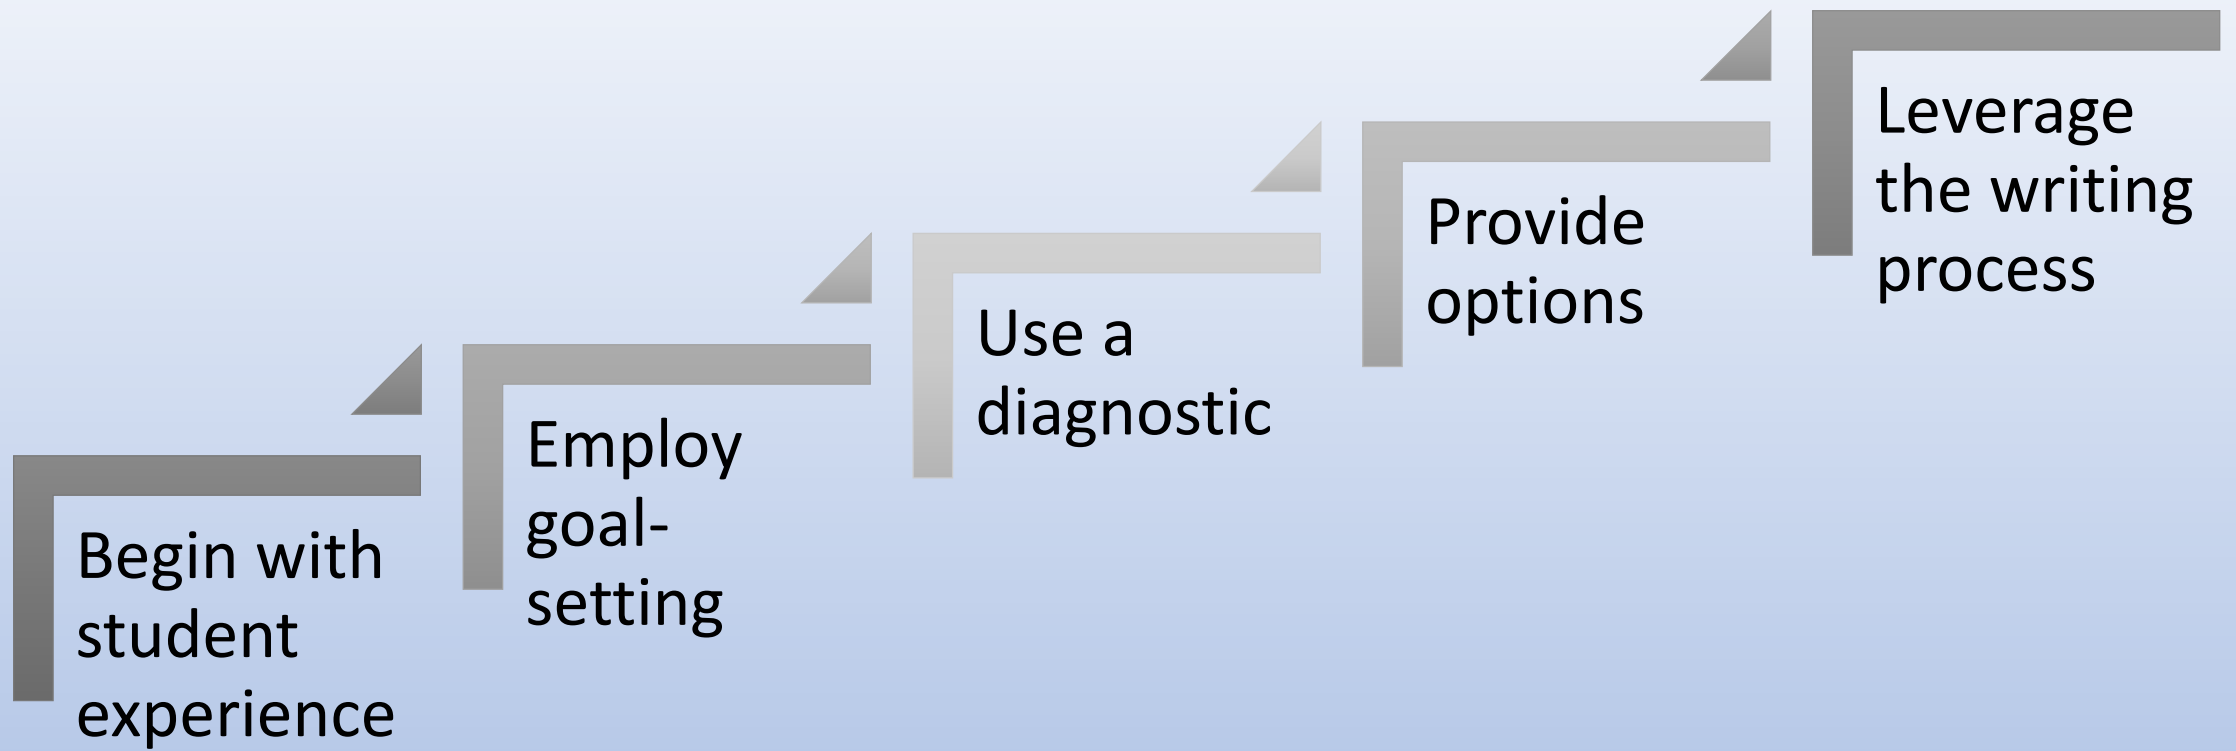 Begin with
student
experience
Employ
goal-
setting
Use a
diagnostic
Provide
options
Leverage
the writing
process